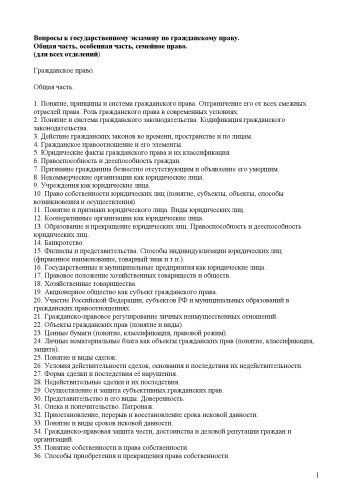 Вопросы к государственному экзамену по гражданскому праву.
Общая часть, особенная часть, семейное право.
(для всех отделений)
Гражданское право.
Общая часть.
1. Понятие, принципы и система гражданского права. Отграничение его от всех смежных
отраслей права. Роль гражданского права в современных условиях.
2. Понятие и система гражданского законодательства. Кодификация гражданского
законодательства.
3. Действие гражданских законов во времени, пространстве и по лицам.
4. Гражданское правоотношение и его элементы.
5. Юридические факты гражданского права и их классификация.
6. Правоспособность и дееспособность граждан.
7. Признание гражданина безвестно отсутствующим и объявление его умершим.
8. Некоммерческие организации как юридические лица.
9. Учреждения как юридические лица.
10. Право собственности юридических лиц (понятие, субъекты, объекты, способы
возникновения и осуществления).
11. Понятие и признаки юридического лица. Виды юридических лиц.
12. Кооперативные организации как юридические лица.
13. Образование и прекращение юридических лиц. Правоспособность и дееспособность
юридических лиц.
14. Банкротство.
15. Филиалы и представительства. Способы индивидуализации юридических лиц
(фирменное наименование, товарный знак и т.п.).
16. Государственные и муниципальные предприятия как юридические лица.
17. Правовое положение хозяйственных товариществ и обществ.
18. Хозяйственные товарищества.
19. Акционерное общество как субъект гражданского права.
20. Участие Российской Федерации, субъектов РФ и муниципальных образований в
гражданских правоотношениях.
21. Гражданско-правовое регулирование личных неимущественных отношений.
22. Объекты гражданских прав (понятие и виды).
23. Ценные бумаги (понятие, классификация, правовой режим).
24. Личные нематериальные блага как объекты гражданских прав (понятие, классификация,
защита).
25. Понятие и виды сделок.
26. Условия действительности сделок, основания и последствия их недействительности.
27. Форма сделки и последствия её нарушения.
28. Недействительные сделки и их последствия.
29. Осуществление и защита субъективных гражданских прав.
30. Представительство и его виды. Доверенность.
31. Опека и попечительство. Патронаж.
32. Приостановление, перерыв и восстановление срока исковой давности.
33. Понятие и виды сроков исковой давности.
34. Гражданско-правовая защита чести, достоинства и деловой репутации граждан и
организаций.
35. Понятие собственности и права собственности.
36. Способы приобретения и прекращения права собственности.
1